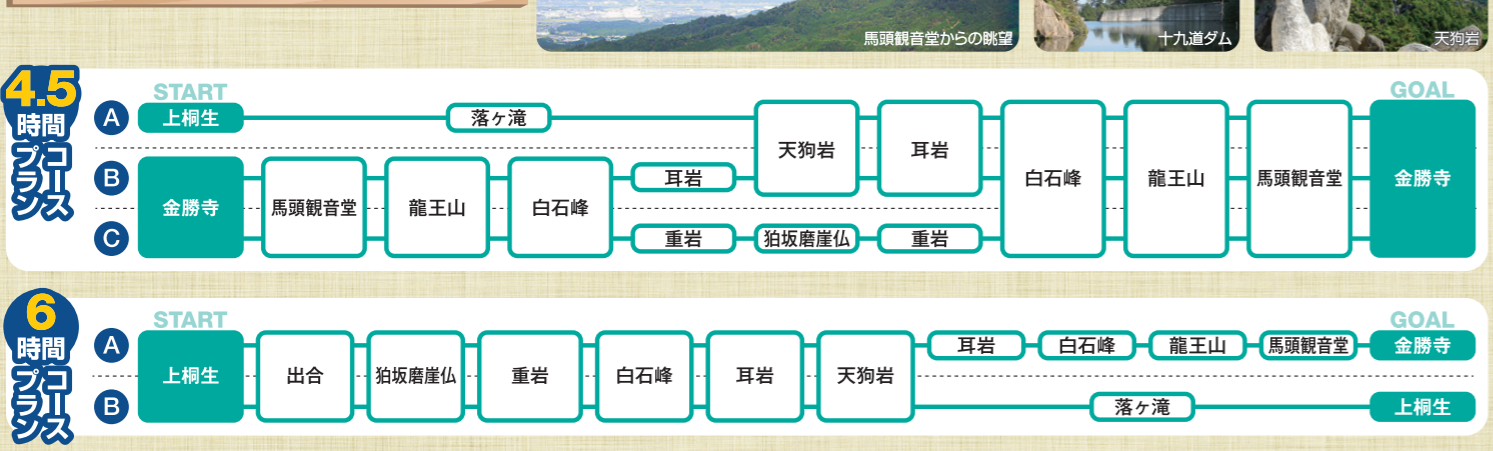 馬頭観音堂からの眺望
十九道ダム
天狗岩
4.5
時間
コース
プラン
START
GOAL
A
上桐生
落ヶ滝
天狗岩
耳岩
白石峰
龍王山
馬頭観音堂
金勝寺
B
金勝寺
馬頭観音堂
龍王山
白石峰
耳岩
C
重岩
狛坂磨崖仏
重岩
6
時間
コース
プラン
START
GOAL
A
上桐生
出合
狛坂磨崖仏
重岩
白石峰
耳岩
天狗岩
耳岩
白石峰
龍王山
馬頭観音堂
金勝寺
B
落ヶ滝
上桐生